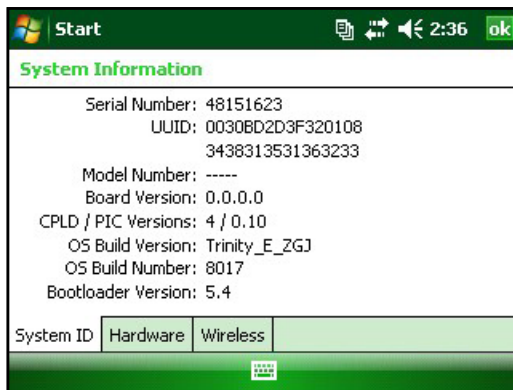 Start 2:36 ok
System Information
Serial Number: 48151623
UUID: 0030BD2D3F320108
3438313531363233
Model Number: -----
Board Version: 0.0.0.0
CPLD / PIC Versions: 4 / 0.10
OS Build Version: Trinity_E_ZGJ
OS Build Number: 8017
Bootloader Version: 5.4
System ID Hardware Wireless